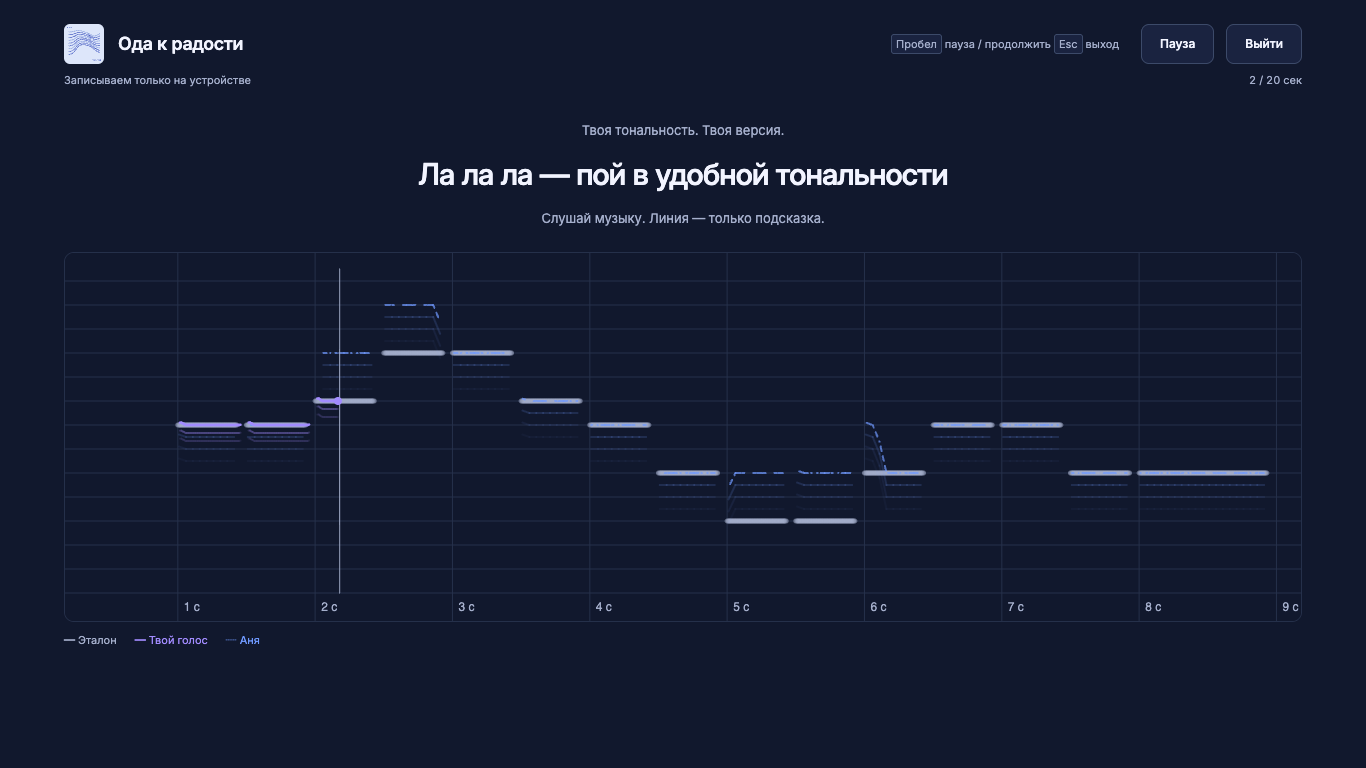 Ода к радости
Пробел пауза / продолжить Esc выход
Пауза
Выйти
Записываем только на устройстве
2 / 20 сек
Твоя тональность. Твоя версия.
Ла ла ла — пой в удобной тональности
Слушай музыку. Линия — только подсказка.
1 с
2 с
3 с
4 с
5 с
6 с
7 с
8 с
9 с
Эталон
Твой голос
Аня